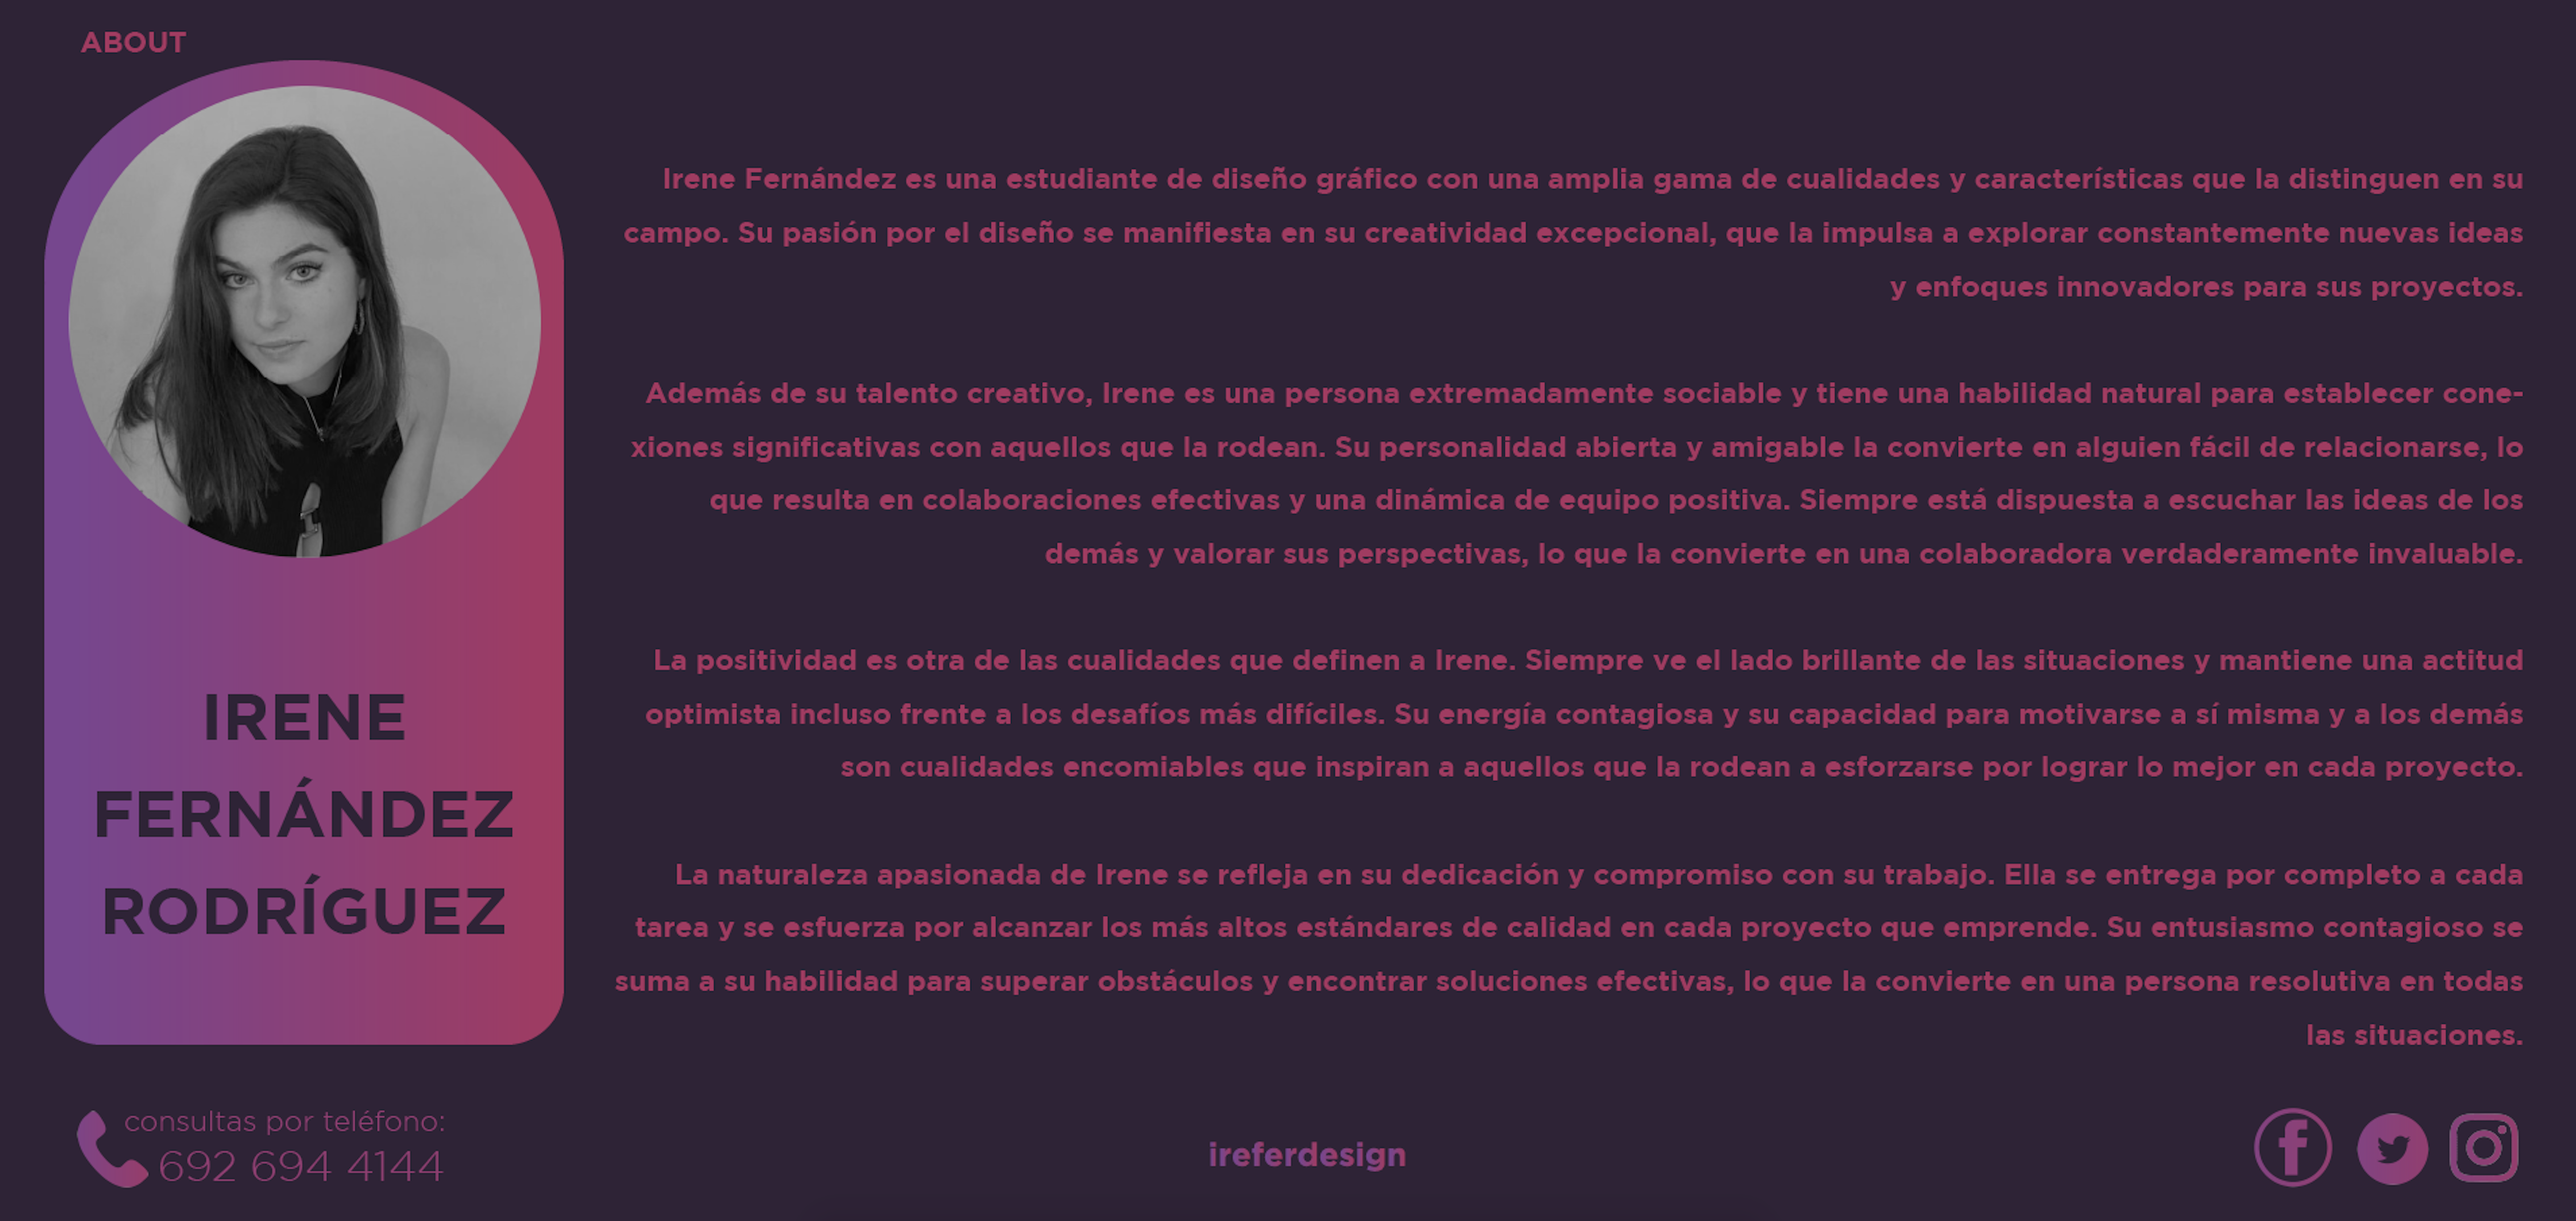 ABOUT
IRENE
FERNÁNDEZ
RODRÍGUEZ
Irene Fernández es una estudiante de diseño gráfico con una amplia gama de cualidades y características que la distinguen en su
campo. Su pasión por el diseño se manifiesta en su creatividad excepcional, que la impulsa a explorar constantemente nuevas ideas
y enfoques innovadores para sus proyectos.
Además de su talento creativo, Irene es una persona extremadamente sociable y tiene una habilidad natural para establecer cone-
xiones significativas con aquellos que la rodean. Su personalidad abierta y amigable la convierte en alguien fácil de relacionarse, lo
que resulta en colaboraciones efectivas y una dinámica de equipo positiva. Siempre está dispuesta a escuchar las ideas de los
demás y valorar sus perspectivas, lo que la convierte en una colaboradora verdaderamente invaluable.
La positividad es otra de las cualidades que definen a Irene. Siempre ve el lado brillante de las situaciones y mantiene una actitud
optimista incluso frente a los desafíos más difíciles. Su energía contagiosa y su capacidad para motivarse a sí misma y a los demás
son cualidades encomiables que inspiran a aquellos que la rodean a esforzarse por lograr lo mejor en cada proyecto.
La naturaleza apasionada de Irene se refleja en su dedicación y compromiso con su trabajo. Ella se entrega por completo a cada
tarea y se esfuerza por alcanzar los más altos estándares de calidad en cada proyecto que emprende. Su entusiasmo contagioso se
suma a su habilidad para superar obstáculos y encontrar soluciones efectivas, lo que la convierte en una persona resolutiva en todas
las situaciones.
consultas por teléfono:
692 694 4144
ireferdesign